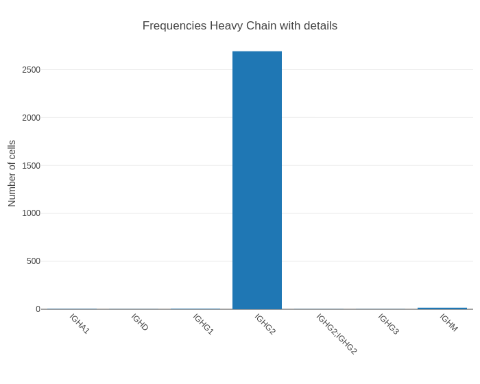 Frequencies Heavy Chain with details
Number of cells
2500
2000
1500
1000
500
0
IGHA1
IGHD
IGHG1
IGHG2
IGHG2;IGHG2
IGHG3
IGHM